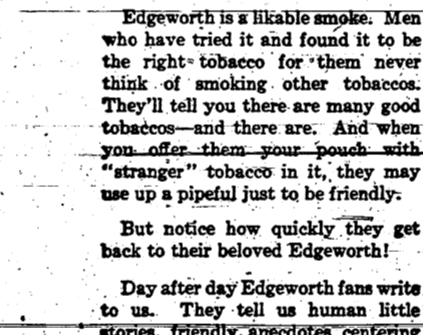 Edgeworth is a likable smoke. Men
who have tried it and found it to be
the right tobacco for them never
think of smoking other tobaccos.
They'll tell you there are many good
tobaccos—and there are. And when
you offer them your pouch with
"stranger" tobacco in it, they may
use up a pipeful just to be friendly.
But notice how quickly they get
back to their beloved Edgeworth!
Day after day Edgeworth fans write
to us. They tell us human little
stories, friendly anecdotes centering